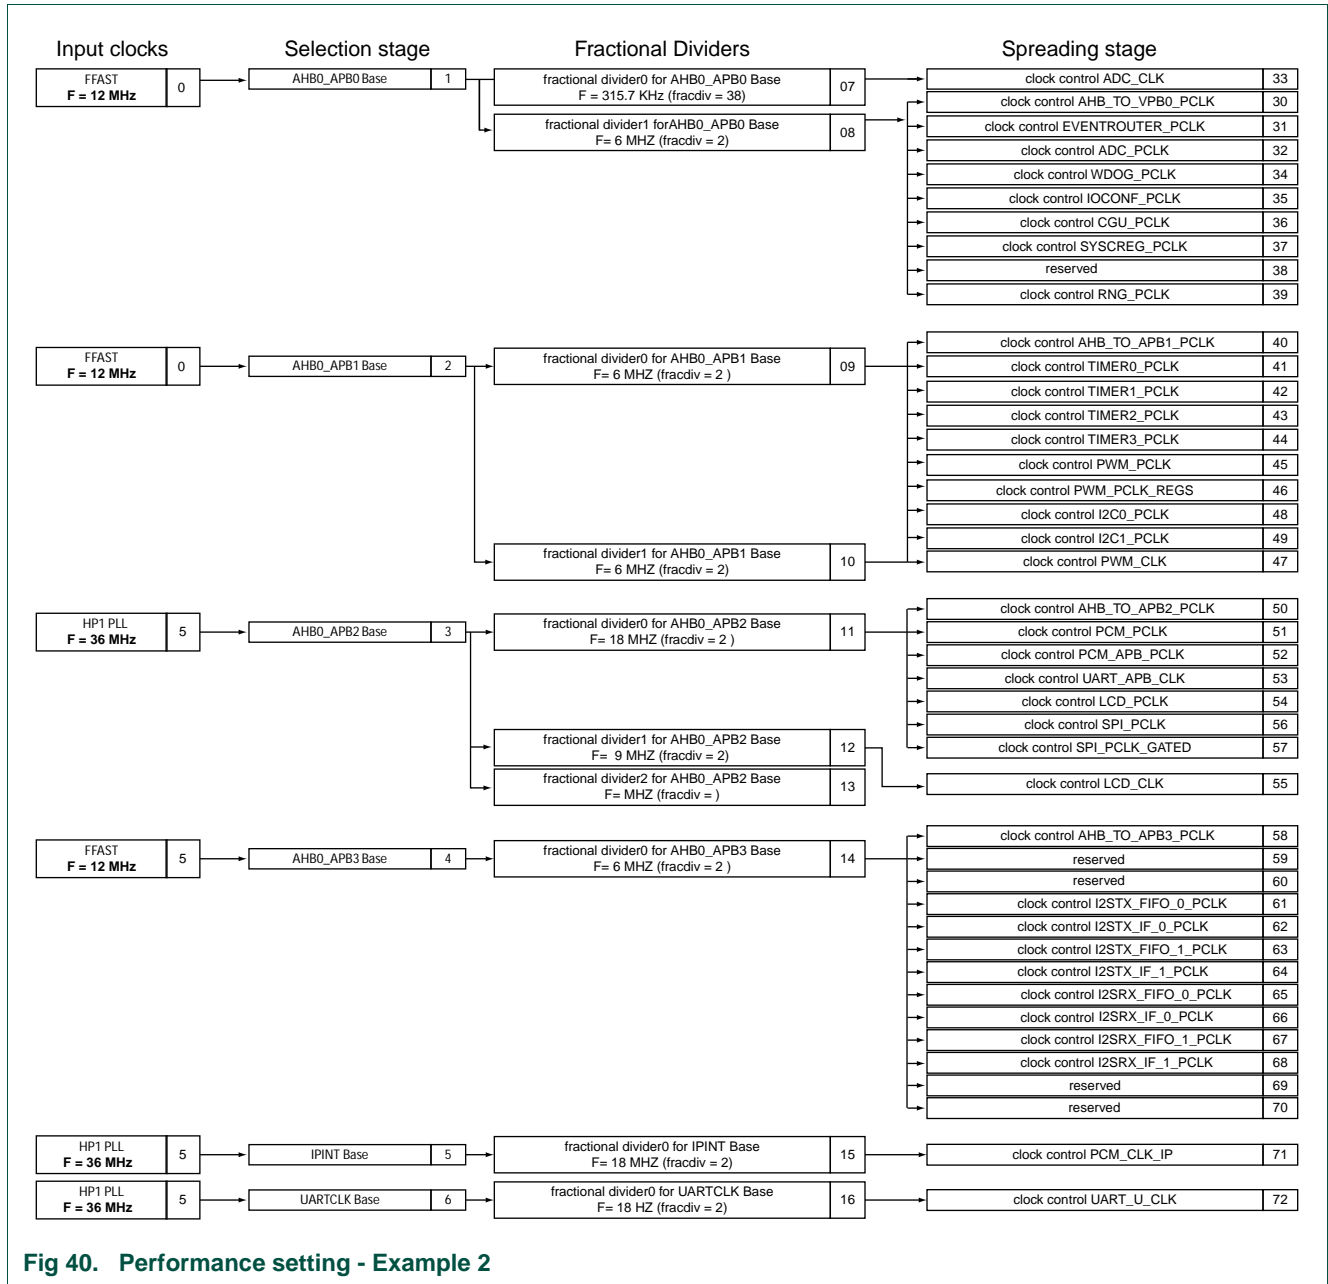 Input clocks Selection stage Fractional Dividers Spreading stage
FFAST
F = 12 MHz
0
AHB0_APB0 Base 1
fractional divider0 for AHB0_APB0 Base
F = 315.7 KHz (fracdiv = 38)
07
fractional divider1 forAHB0_APB0 Base
F= 6 MHZ (fracdiv = 2)
08
clock control ADC_CLK 33
clock control AHB_TO_VPB0_PCLK 30
clock control EVENTROUTER_PCLK 31
clock control ADC_PCLK 32
clock control WDOG_PCLK 34
clock control IOCONF_PCLK 35
clock control CGU_PCLK 36
clock control SYSCREG_PCLK 37
reserved 38
clock control RNG_PCLK 39
FFAST
F = 12 MHz
0
AHB0_APB1 Base 2
fractional divider0 for AHB0_APB1 Base
F= 6 MHZ (fracdiv = 2 )
09
fractional divider1 for AHB0_APB1 Base
F= 6 MHZ (fracdiv = 2)
10
clock control AHB_TO_APB1_PCLK 40
clock control TIMER0_PCLK 41
clock control TIMER1_PCLK 42
clock control TIMER2_PCLK 43
clock control TIMER3_PCLK 44
clock control PWM_PCLK 45
clock control PWM_PCLK_REGS 46
clock control I2C0_PCLK 48
clock control I2C1_PCLK 49
clock control PWM_CLK 47
HP1 PLL
F = 36 MHz
5
AHB0_APB2 Base 3
fractional divider0 for AHB0_APB2 Base
F= 18 MHZ (fracdiv = 2 )
11
fractional divider1 for AHB0_APB2 Base
F= 9 MHZ (fracdiv = 2)
12
fractional divider2 for AHB0_APB2 Base
F= MHZ (fracdiv = )
13
clock control AHB_TO_APB2_PCLK 50
clock control PCM_PCLK 51
clock control PCM_APB_PCLK 52
clock control UART_APB_CLK 53
clock control LCD_PCLK 54
clock control SPI_PCLK 56
clock control SPI_PCLK_GATED 57
clock control LCD_CLK 55
FFAST
F = 12 MHz
5
AHB0_APB3 Base 4
fractional divider0 for AHB0_APB3 Base
F= 6 MHZ (fracdiv = 2 )
14
clock control AHB_TO_APB3_PCLK 58
reserved 59
reserved 60
clock control I2STX_FIFO_0_PCLK 61
clock control I2STX_IF_0_PCLK 62
clock control I2STX_FIFO_1_PCLK 63
clock control I2STX_IF_1_PCLK 64
clock control I2SRX_FIFO_0_PCLK 65
clock control I2SRX_IF_0_PCLK 66
clock control I2SRX_FIFO_1_PCLK 67
clock control I2SRX_IF_1_PCLK 68
reserved 69
reserved 70
HP1 PLL
F = 36 MHz
5
IPINT Base 5
fractional divider0 for IPINT Base
F= 18 MHZ (fracdiv = 2)
15
clock control PCM_CLK_IP 71
HP1 PLL
F = 36 MHz
5
UARTCLK Base 6
fractional divider0 for UARTCLK Base
F= 18 HZ (fracdiv = 2)
16
clock control UART_U_CLK 72
Fig 40. Performance setting - Example 2